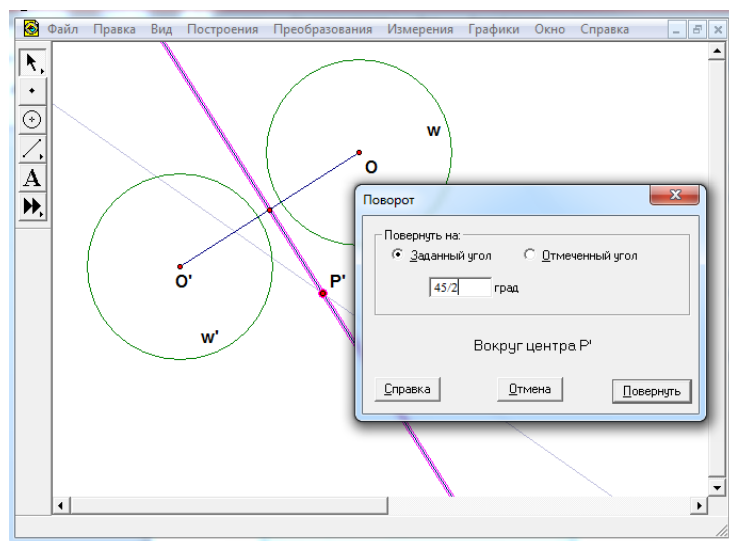 Файл Правка Вид Построения Преобразования Измерения Графики Окно Справка
A
w
O
O'
P'
w'
Поворот
Повернуть на:
Заданный угол Отмеченный угол
45/2 град
Вокруг центра P'
Справка Отмена Повернуть